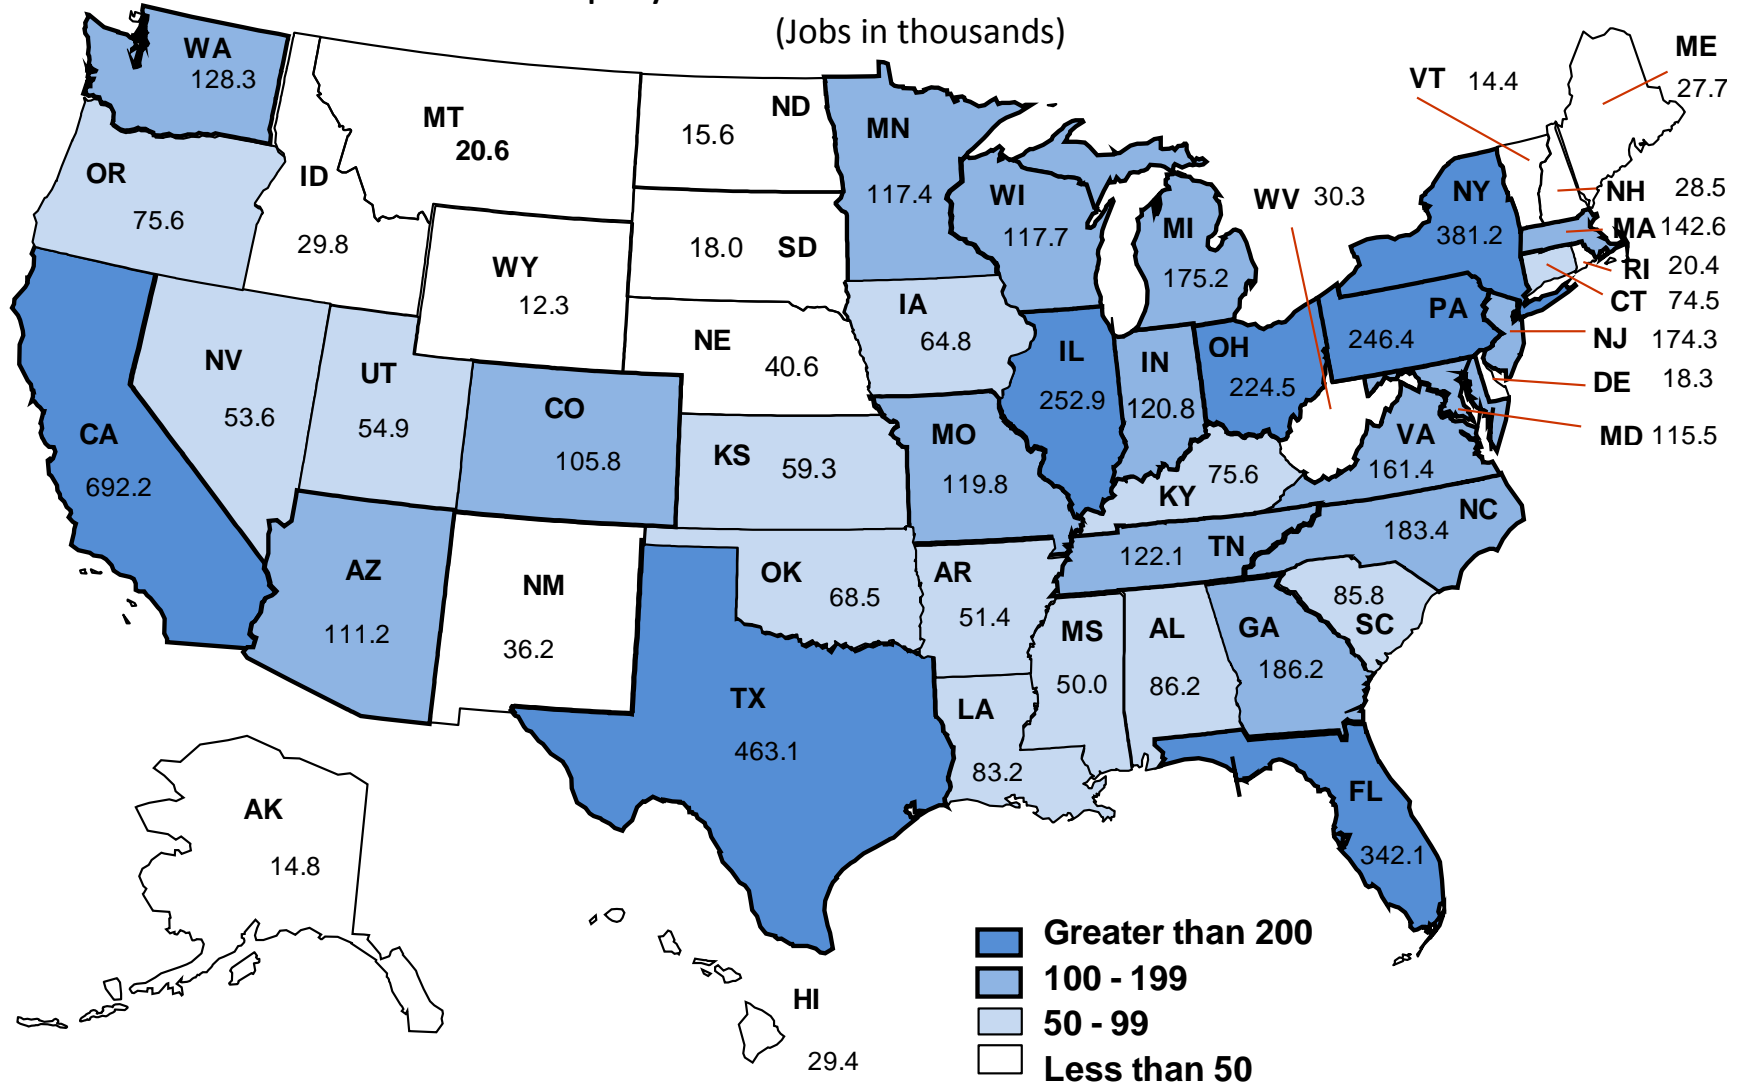 (Jobs in thousands)
WA
128.3
MT
20.6
ND
15.6
MN
117.4
VT 14.4
ME
27.7
OR
75.6
ID
29.8
WI
117.7
MI
175.2
WV 30.3
NY
381.2
NH 28.5
MA 142.6
RI 20.4
CT 74.5
NJ 174.3
DE 18.3
MD 115.5
18.0 SD
WY
12.3
IA
64.8
NE
40.6
PA
246.4
NV
53.6
UT
54.9
CO
105.8
IL
252.9
IN
120.8
OH
224.5
CA
692.2
KS 59.3
MO
119.8
KY 75.6
VA
161.4
NC
183.4
AZ
111.2
NM
36.2
OK
68.5
AR
51.4
122.1 TN
85.8
SC
MS
50.0
AL
86.2
GA
186.2
TX
463.1
LA
83.2
FL
342.1
AK
14.8
HI
29.4
Greater than 200
100 - 199
50 - 99
Less than 50